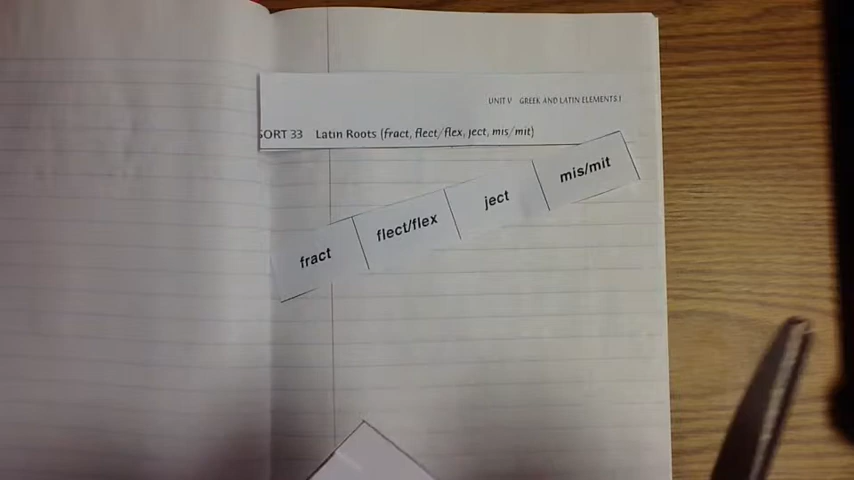 UNIT V GREEK AND LATIN ELEMENTS I
SORT 33 Latin Roots (fract, flect/flex, ject, mis/mit)
fract flect/flex ject mis/mit